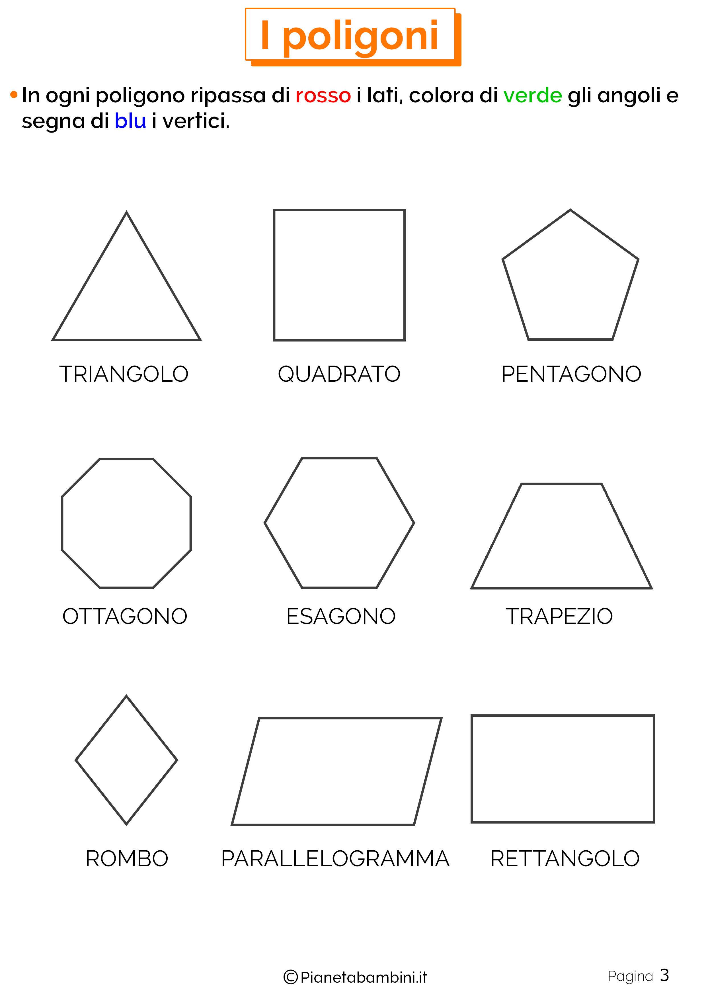 I poligoni
• In ogni poligono ripassa di rosso i lati, colora di verde gli angoli e
segna di blu i vertici.
TRIANGOLO QUADRATO PENTAGONO
OTTAGONO ESAGONO TRAPEZIO
ROMBO PARALLELOGRAMMA RETTANGOLO
©Pianetabambini.it Pagina 3